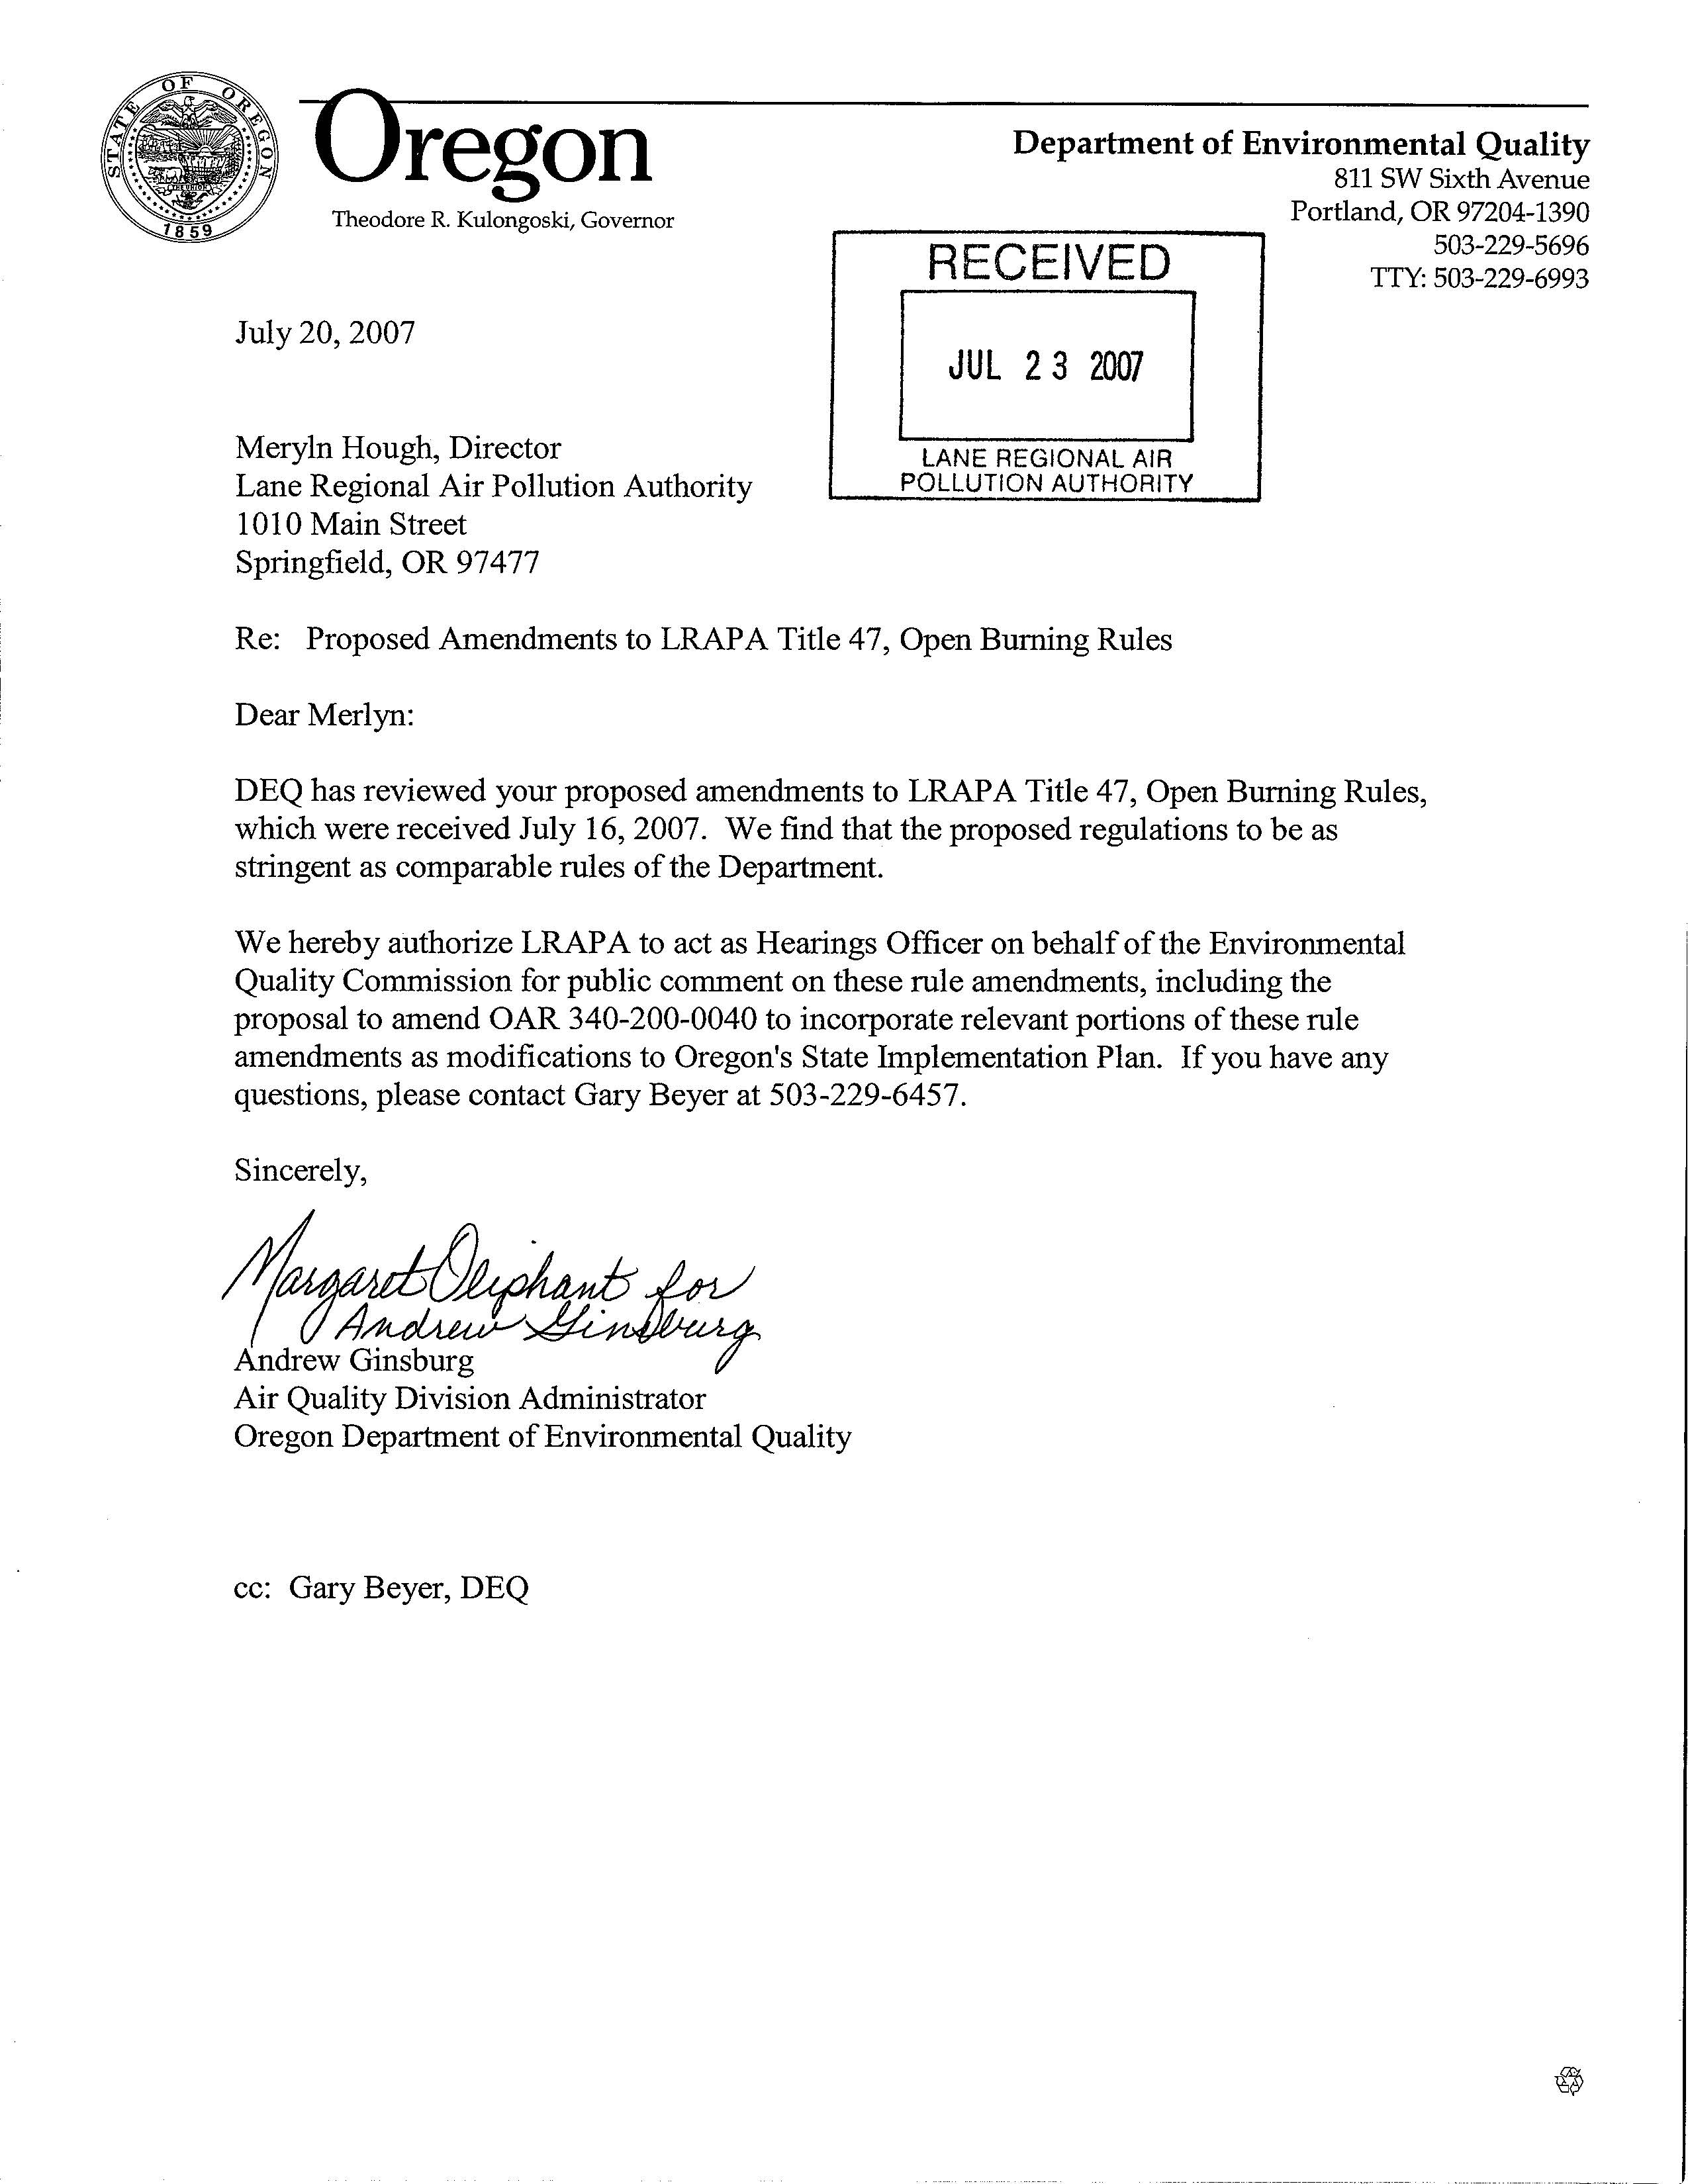 STATE OF OREGON
1859
Oregon
Theodore R. Kulongoski, Governor
Department of Environmental Quality
811 SW Sixth Avenue
Portland, OR 97204-1390
503-229-5696
TTY: 503-229-6993
RECEIVED
JUL 23 2007
LANE REGIONAL AIR
POLLUTION AUTHORITY
July 20, 2007
Meryln Hough, Director
Lane Regional Air Pollution Authority
1010 Main Street
Springfield, OR 97477
Re: Proposed Amendments to LRAPA Title 47, Open Burning Rules
Dear Merlyn:
DEQ has reviewed your proposed amendments to LRAPA Title 47, Open Burning Rules,
which were received July 16, 2007. We find that the proposed regulations to be as
stringent as comparable rules of the Department.
We hereby authorize LRAPA to act as Hearings Officer on behalf of the Environmental
Quality Commission for public comment on these rule amendments, including the
proposal to amend OAR 340-200-0040 to incorporate relevant portions of these rule
amendments as modifications to Oregon's State Implementation Plan. If you have any
questions, please contact Gary Beyer at 503-229-6457.
Sincerely,
Margaret Oliphant for
Andrew Ginsburg
Andrew Ginsburg
Air Quality Division Administrator
Oregon Department of Environmental Quality
cc: Gary Beyer, DEQ